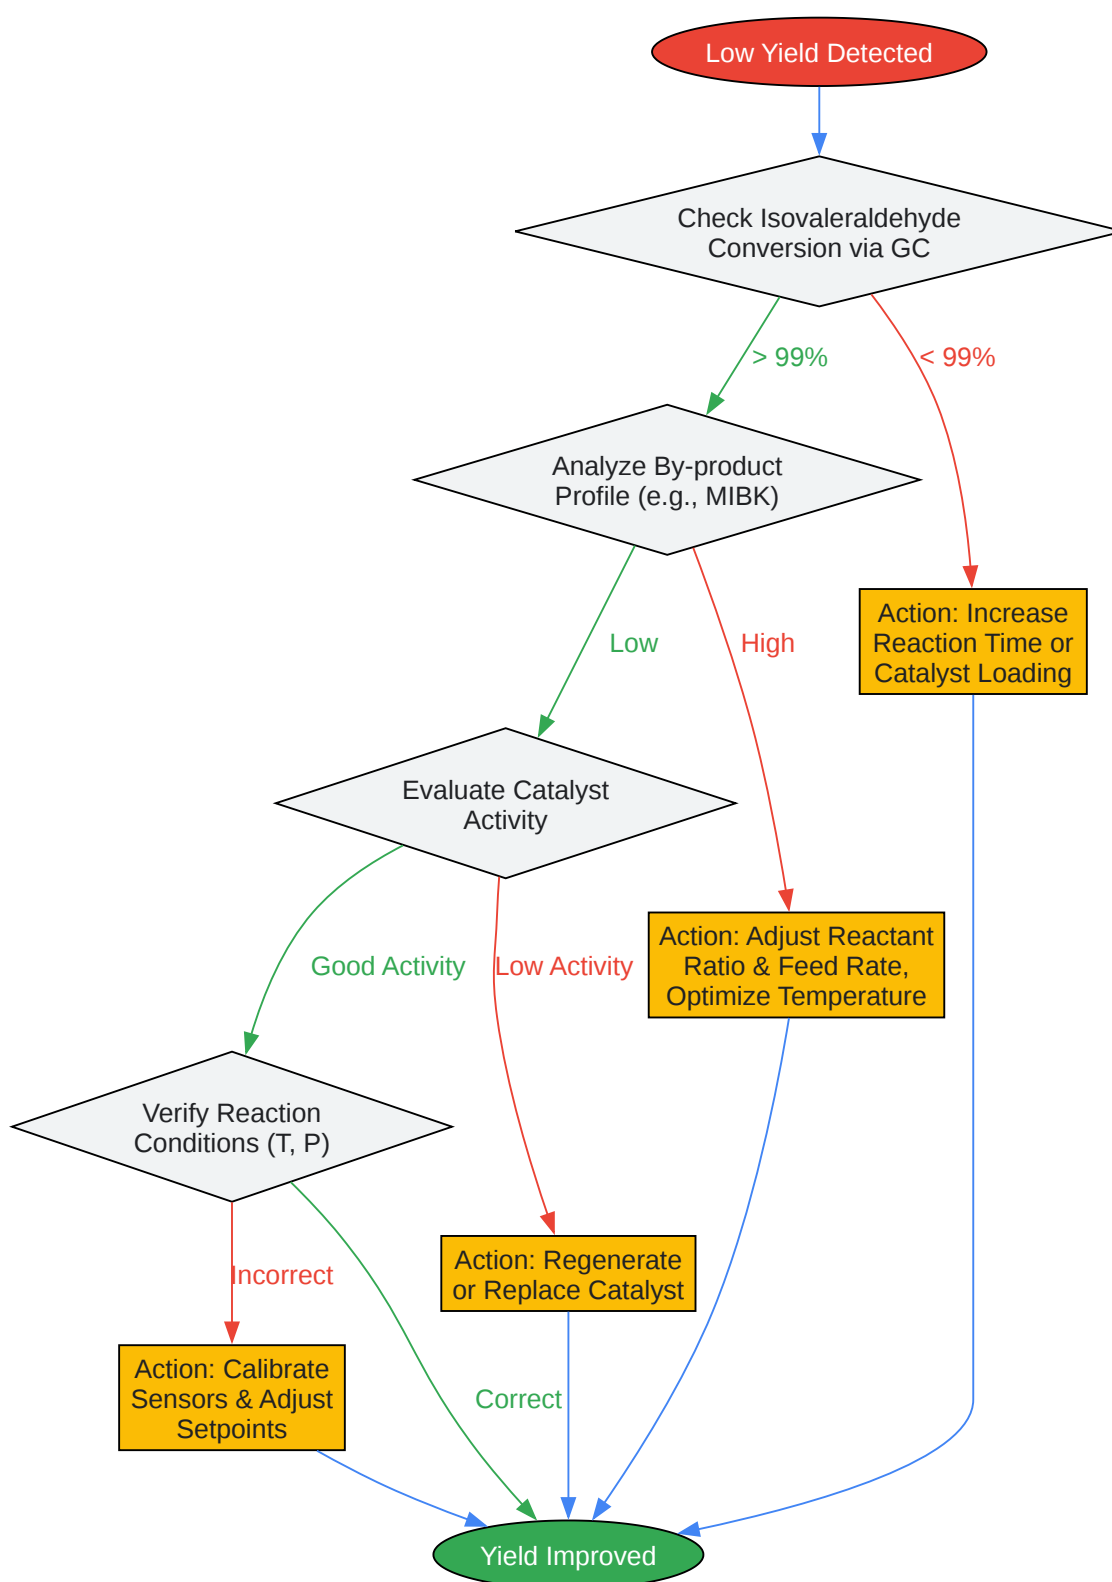 Low Yield Detected
Check Isovaleraldehyde
Conversion via GC
> 99%
< 99%
Analyze By-product
Profile (e.g., MIBK)
Action: Increase
Reaction Time or
Catalyst Loading
Low
High
Evaluate Catalyst
Activity
Action: Adjust Reactant
Ratio & Feed Rate,
Optimize Temperature
Good Activity
Low Activity
Verify Reaction
Conditions (T, P)
Action: Regenerate
or Replace Catalyst
Incorrect
Action: Calibrate
Sensors & Adjust
Setpoints
Correct
Yield Improved